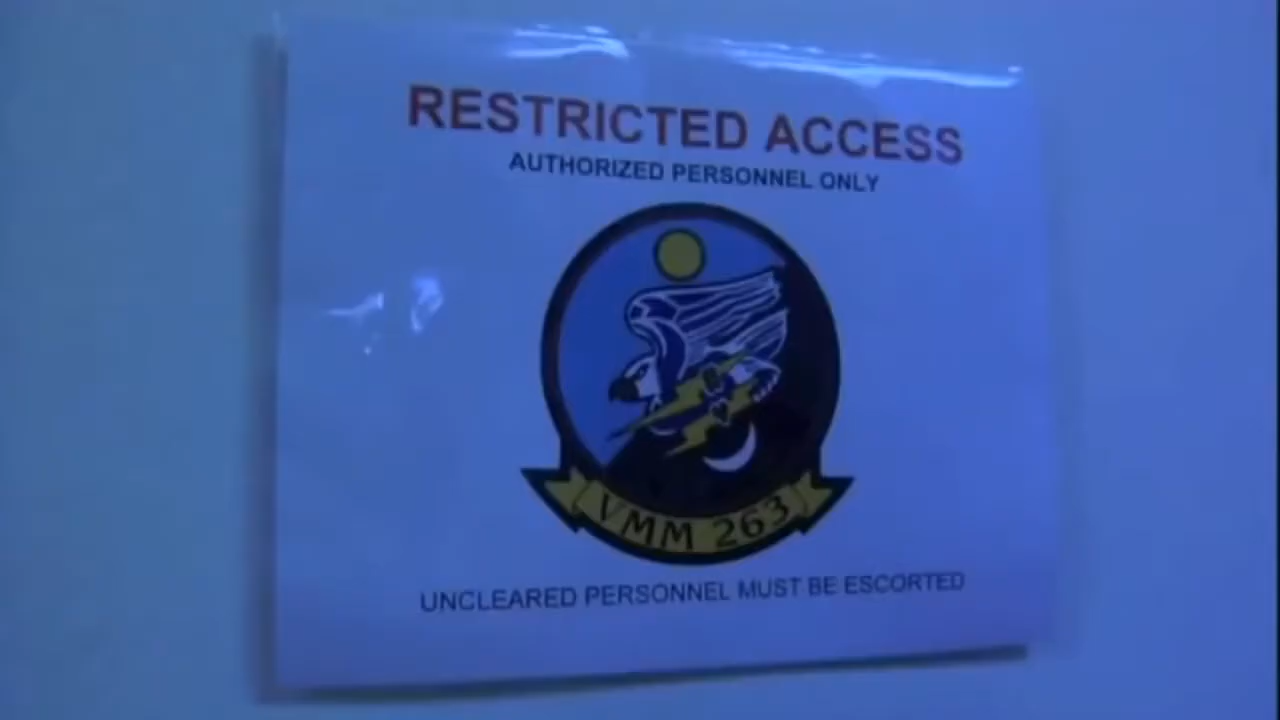 RESTRICTED ACCESS
AUTHORIZED PERSONNEL ONLY
VMM 263
UNCLEARED PERSONNEL MUST BE ESCORTED